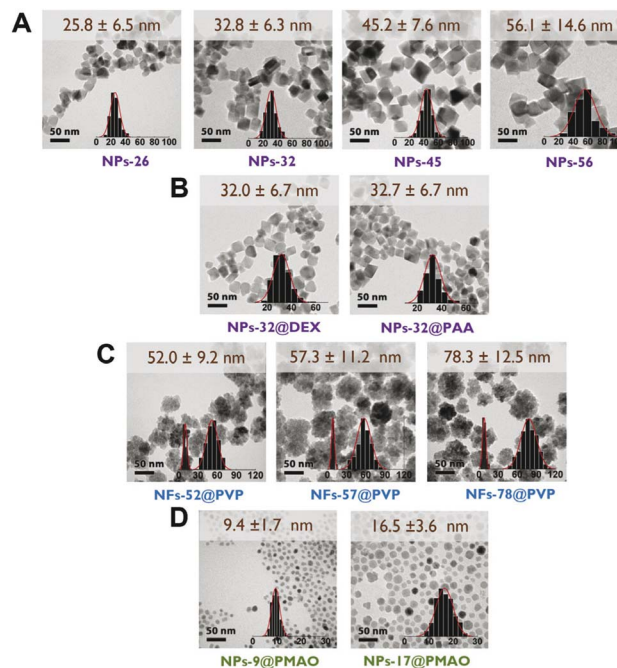 A
25.8 ± 6.5 nm
32.8 ± 6.3 nm
45.2 ± 7.6 nm
56.1 ± 14.6 nm
50 nm
0 20 40 60 80 100
50 nm
0 20 40 60 80 100
50 nm
0 20 40 60 80 100
50 nm
0 20 40 60 80 100
NPs-26
NPs-32
NPs-45
NPs-56
B
32.0 ± 6.7 nm
32.7 ± 6.7 nm
50 nm
20 40 60
50 nm
20 40 60
NPs-32@DEX
NPs-32@PAA
C
52.0 ± 9.2 nm
57.3 ± 11.2 nm
78.3 ± 12.5 nm
50 nm
0 30 60 90 120
50 nm
0 30 60 90 120
50 nm
0 30 60 90 120
NFs-52@PVP
NFs-57@PVP
NFs-78@PVP
D
9.4 ±1.7 nm
16.5 ±3.6 nm
50 nm
0 10 20 30
50 nm
0 10 20 30
NPs-9@PMAO
NPs-17@PMAO